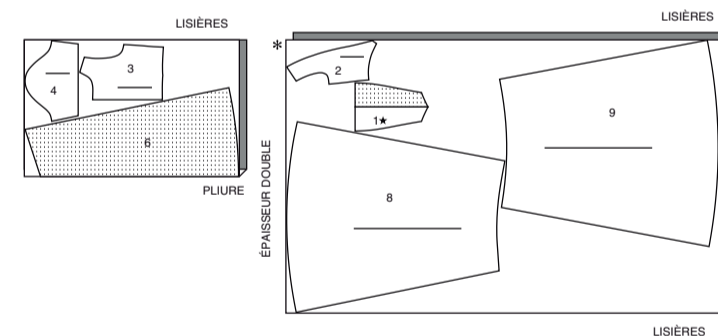 LISIÈRES
4
3
6
PLIURE
LISIÈRES
*
ÉPAISSEUR DOUBLE
2
1★
9
8
LISIÈRES